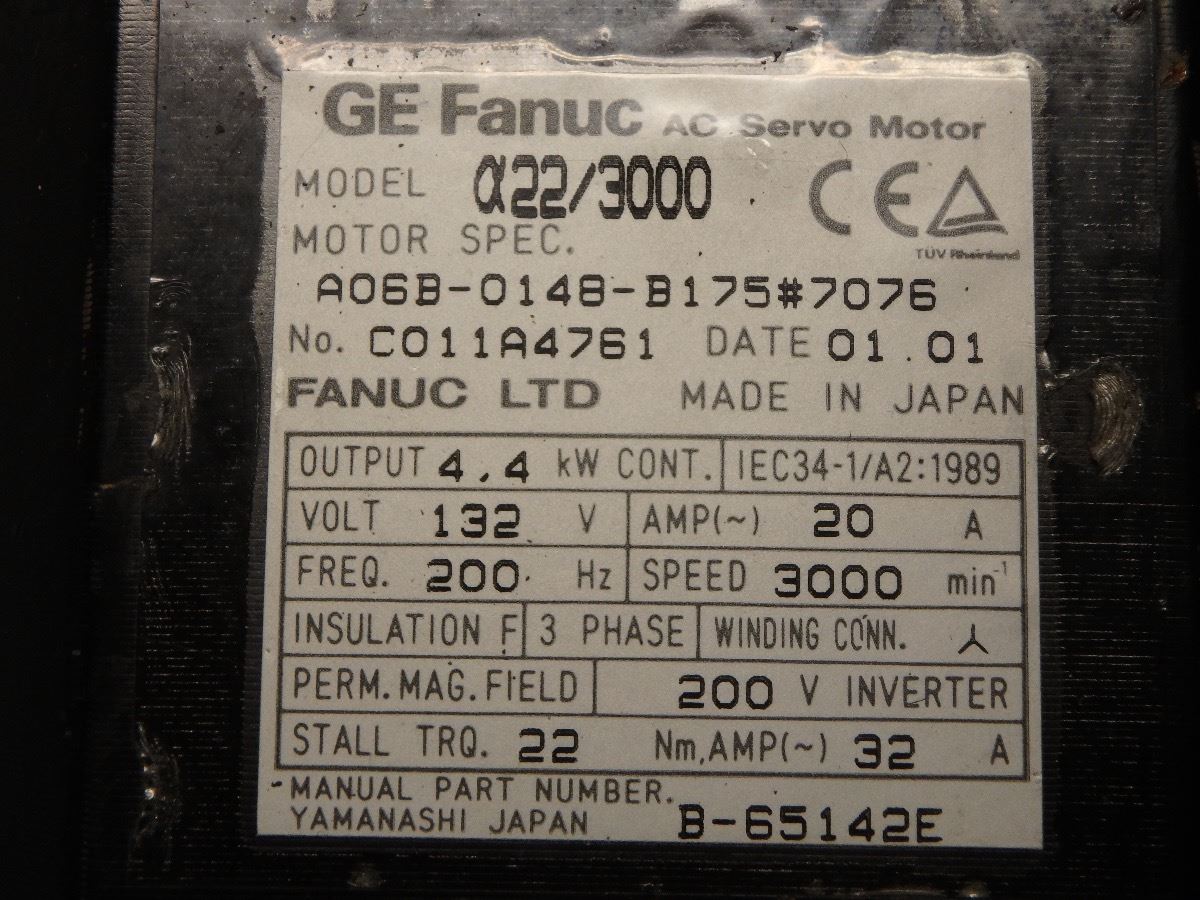 GE Fanuc AC Servo Motor
MODEL α22/3000 CE
MOTOR SPEC. TÜV Rheinland
A06B-0148-B175#7076
No. C011A4761 DATE 01.01
FANUC LTD MADE IN JAPAN
OUTPUT 4.4 kW CONT. IEC34-1/A2:1989
VOLT 132 V AMP(~) 20 A
FREQ. 200 Hz SPEED 3000 min⁻¹
INSULATION F 3 PHASE WINDING CONN. ⅄
PERM.MAG.FIELD 200 V INVERTER
STALL TRQ. 22 Nm,AMP(~) 32 A
MANUAL PART NUMBER.
YAMANASHI JAPAN B-65142E